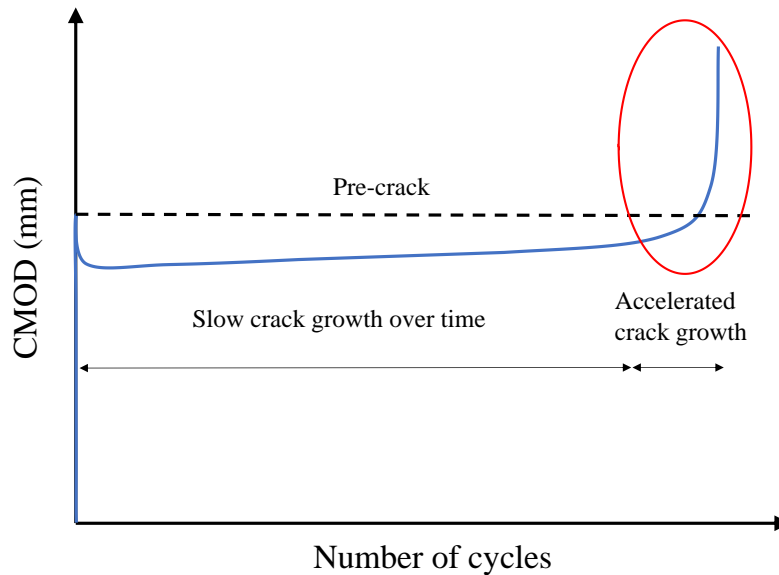 CMOD (mm)
Pre-crack
Slow crack growth over time
Accelerated
crack growth
Number of cycles